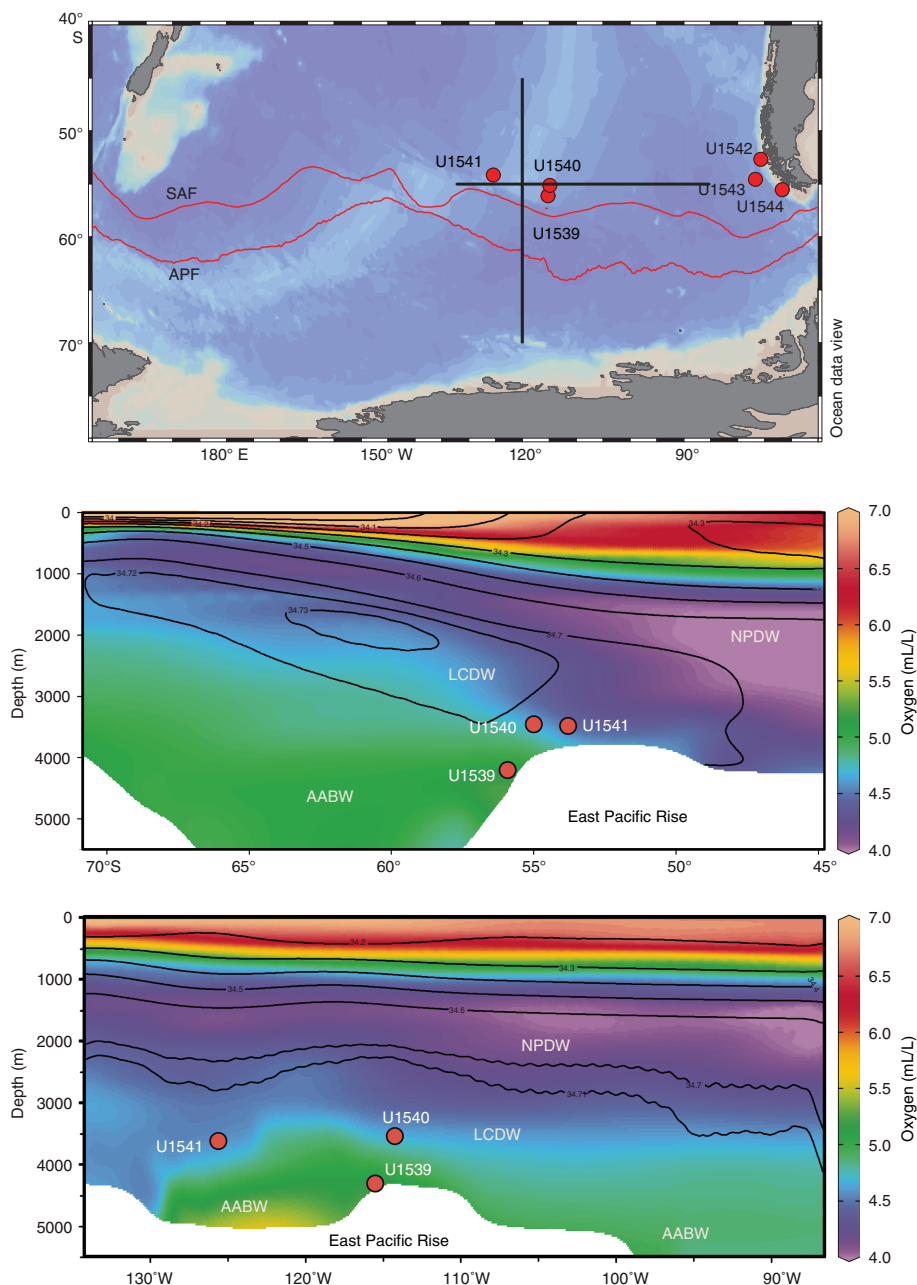 40°
S
50°
60°
70°
SAF
APF
U1541
U1540
U1539
U1542
U1543
U1544
180° E
150° W
120°
90°
Ocean data view
0
1000
2000
3000
4000
5000
Depth (m)
34.1
34.3
34.5
34.3
34.6
34.72
34.73
34.7
NPDW
LCDW
U1540
U1541
U1539
AABW
East Pacific Rise
70°S
65°
60°
55°
50°
45°
7.0
6.5
6.0
5.5
5.0
4.5
4.0
Oxygen (mL/L)
0
1000
2000
3000
4000
5000
Depth (m)
34.2
34.3
34.4
34.5
34.6
NPDW
34.7
34.71
U1540
U1541
LCDW
U1539
AABW
AABW
East Pacific Rise
130°W
120°W
110°W
100°W
90°W
7.0
6.5
6.0
5.5
5.0
4.5
4.0
Oxygen (mL/L)